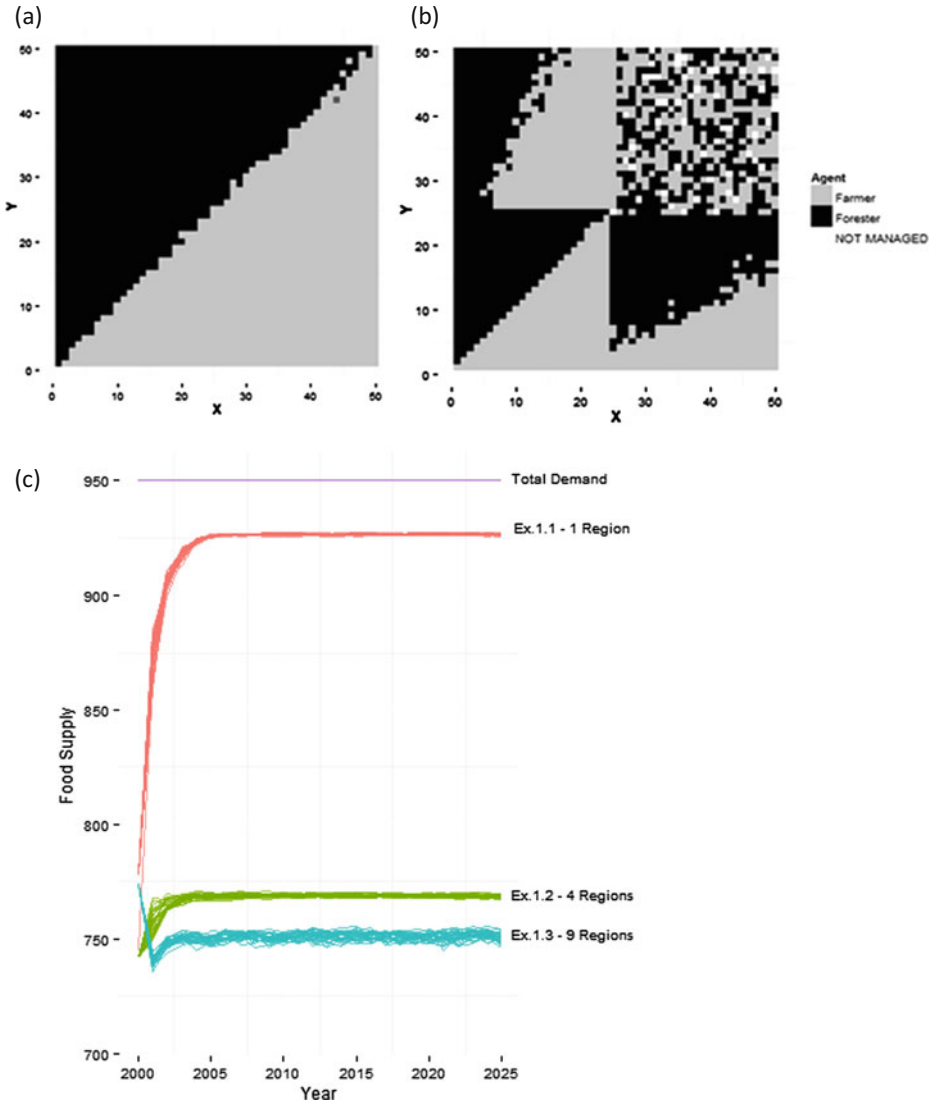 (a)
(b)
50
40
30
20
10
0
Y
0 10 20 30 40 50
X
50
40
30
20
10
0
Y
0 10 20 30 40 50
X
Agent
Farmer
Forester
NOT MANAGED
(c)
950
900
850
800
750
700
Food Supply
Total Demand
Ex.1.1 - 1 Region
Ex.1.2 - 4 Regions
Ex.1.3 - 9 Regions
2000 2005 2010 2015 2020 2025
Year